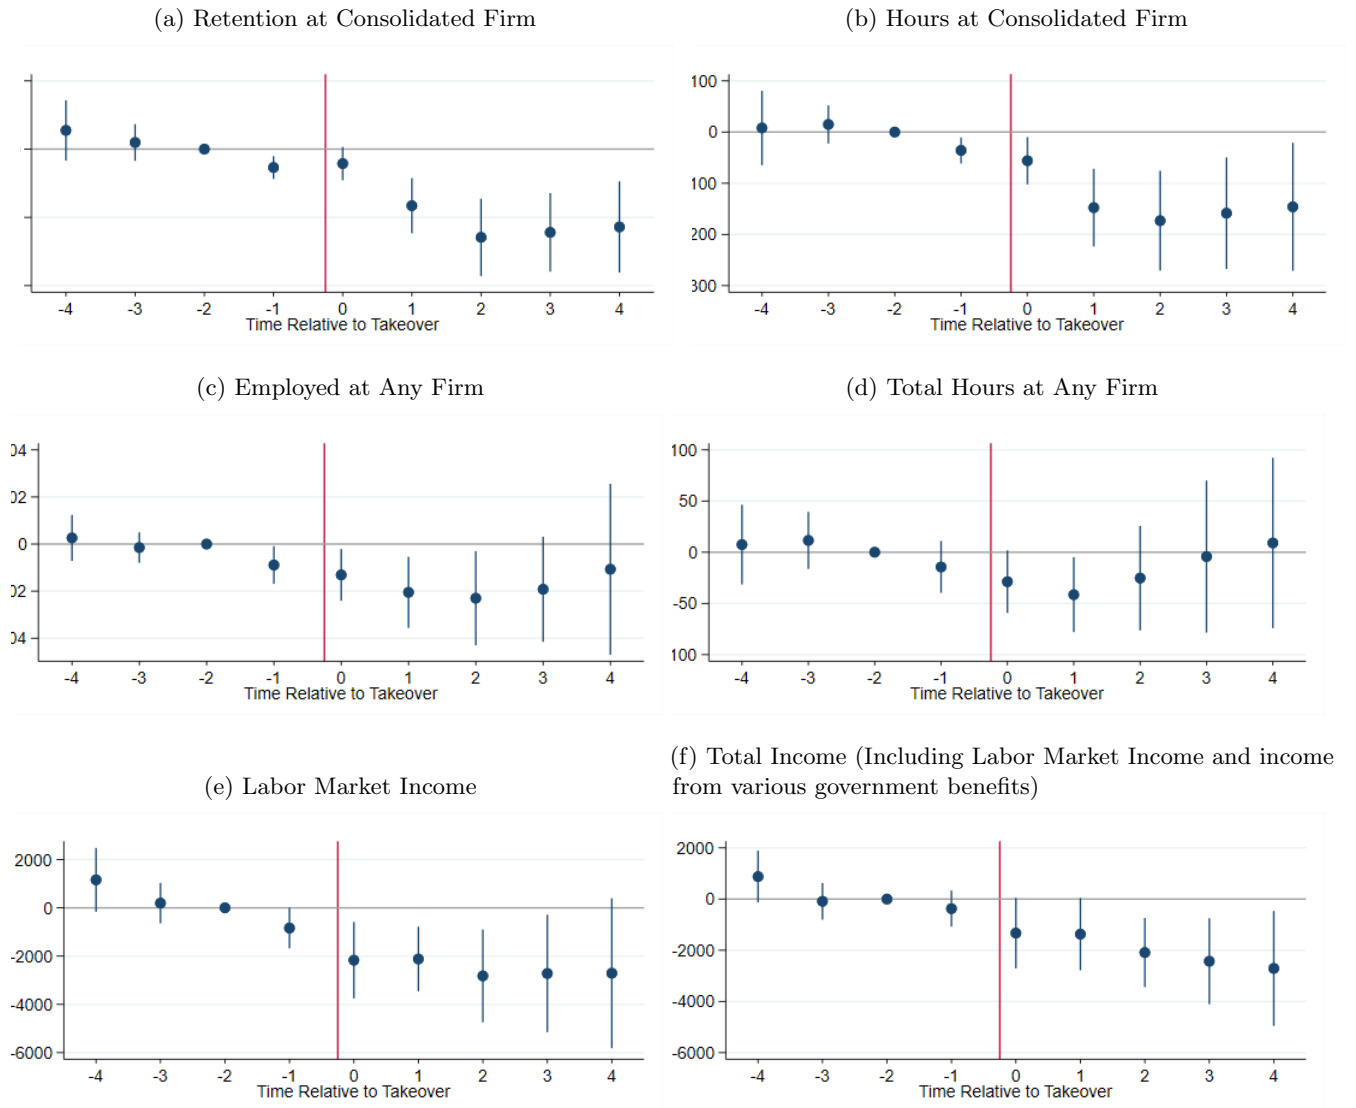 (a) Retention at Consolidated Firm
-4 -3 -2 -1 0 1 2 3 4
Time Relative to Takeover
(b) Hours at Consolidated Firm
100
0
100
200
300
-4 -3 -2 -1 0 1 2 3 4
Time Relative to Takeover
(c) Employed at Any Firm
04
02
0
02
04
-4 -3 -2 -1 0 1 2 3 4
Time Relative to Takeover
(d) Total Hours at Any Firm
100
50
0
-50
100
-4 -3 -2 -1 0 1 2 3 4
Time Relative to Takeover
(e) Labor Market Income
2000
0
-2000
-4000
-6000
-4 -3 -2 -1 0 1 2 3 4
Time Relative to Takeover
(f) Total Income (Including Labor Market Income and income
from various government benefits)
2000
0
-2000
-4000
-6000
-4 -3 -2 -1 0 1 2 3 4
Time Relative to Takeover